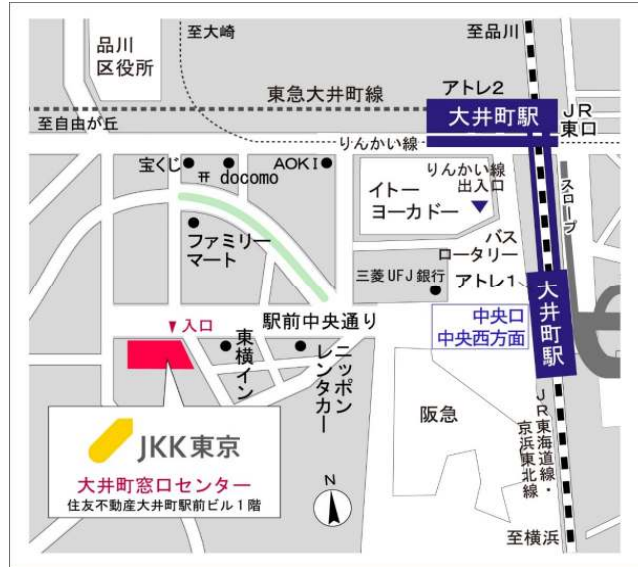 至大崎
至品川
品川
区役所
アトレ2
東急大井町線
大井町駅
JR
東口
至自由が丘
りんかい線
宝くじ
〒 docomo
AOKI
りんかい線
出入口
イトー
ヨーカドー
スロープ
ファミリー
マート
バス
ロータリー
三菱UFJ銀行
アトレ1
大井町駅
中央口
中央西方面
駅前中央通り
▼入口
東横イン
ニッポン
レンタカー
JR東海道線・
京浜東北線
阪急
JKK東京
大井町窓口センター
住友不動産大井町駅前ビル1階
N
至横浜